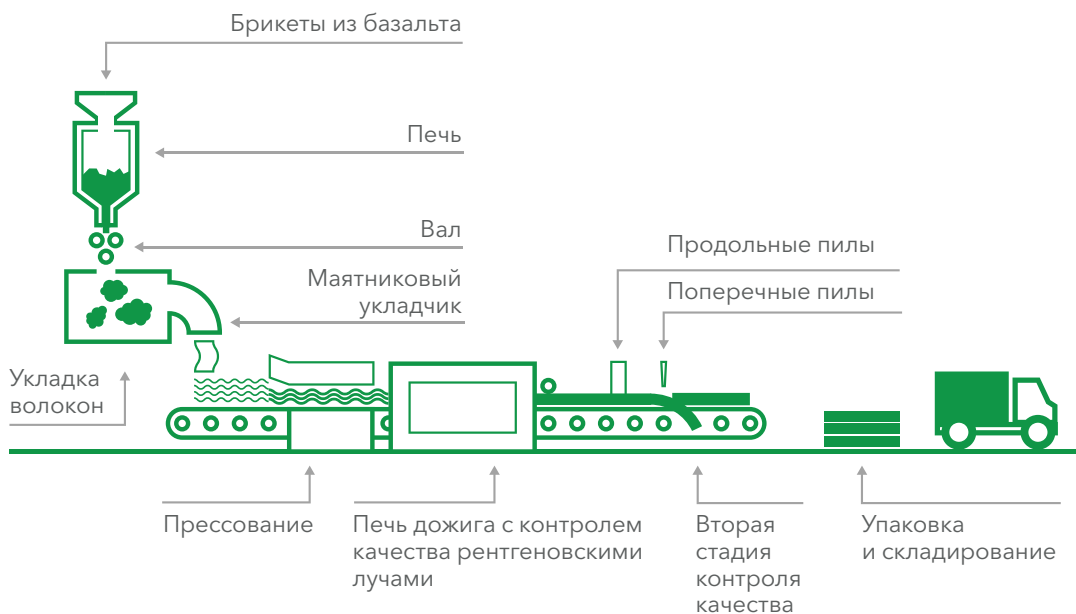 Брикеты из базальта
Печь
Вал
Маятниковый
укладчик
Продольные пилы
Поперечные пилы
Укладка
волокон
Прессование
Печь дожига с контролем
качества рентгеновскими
лучами
Вторая
стадия
контроля
качества
Упаковка
и складирование